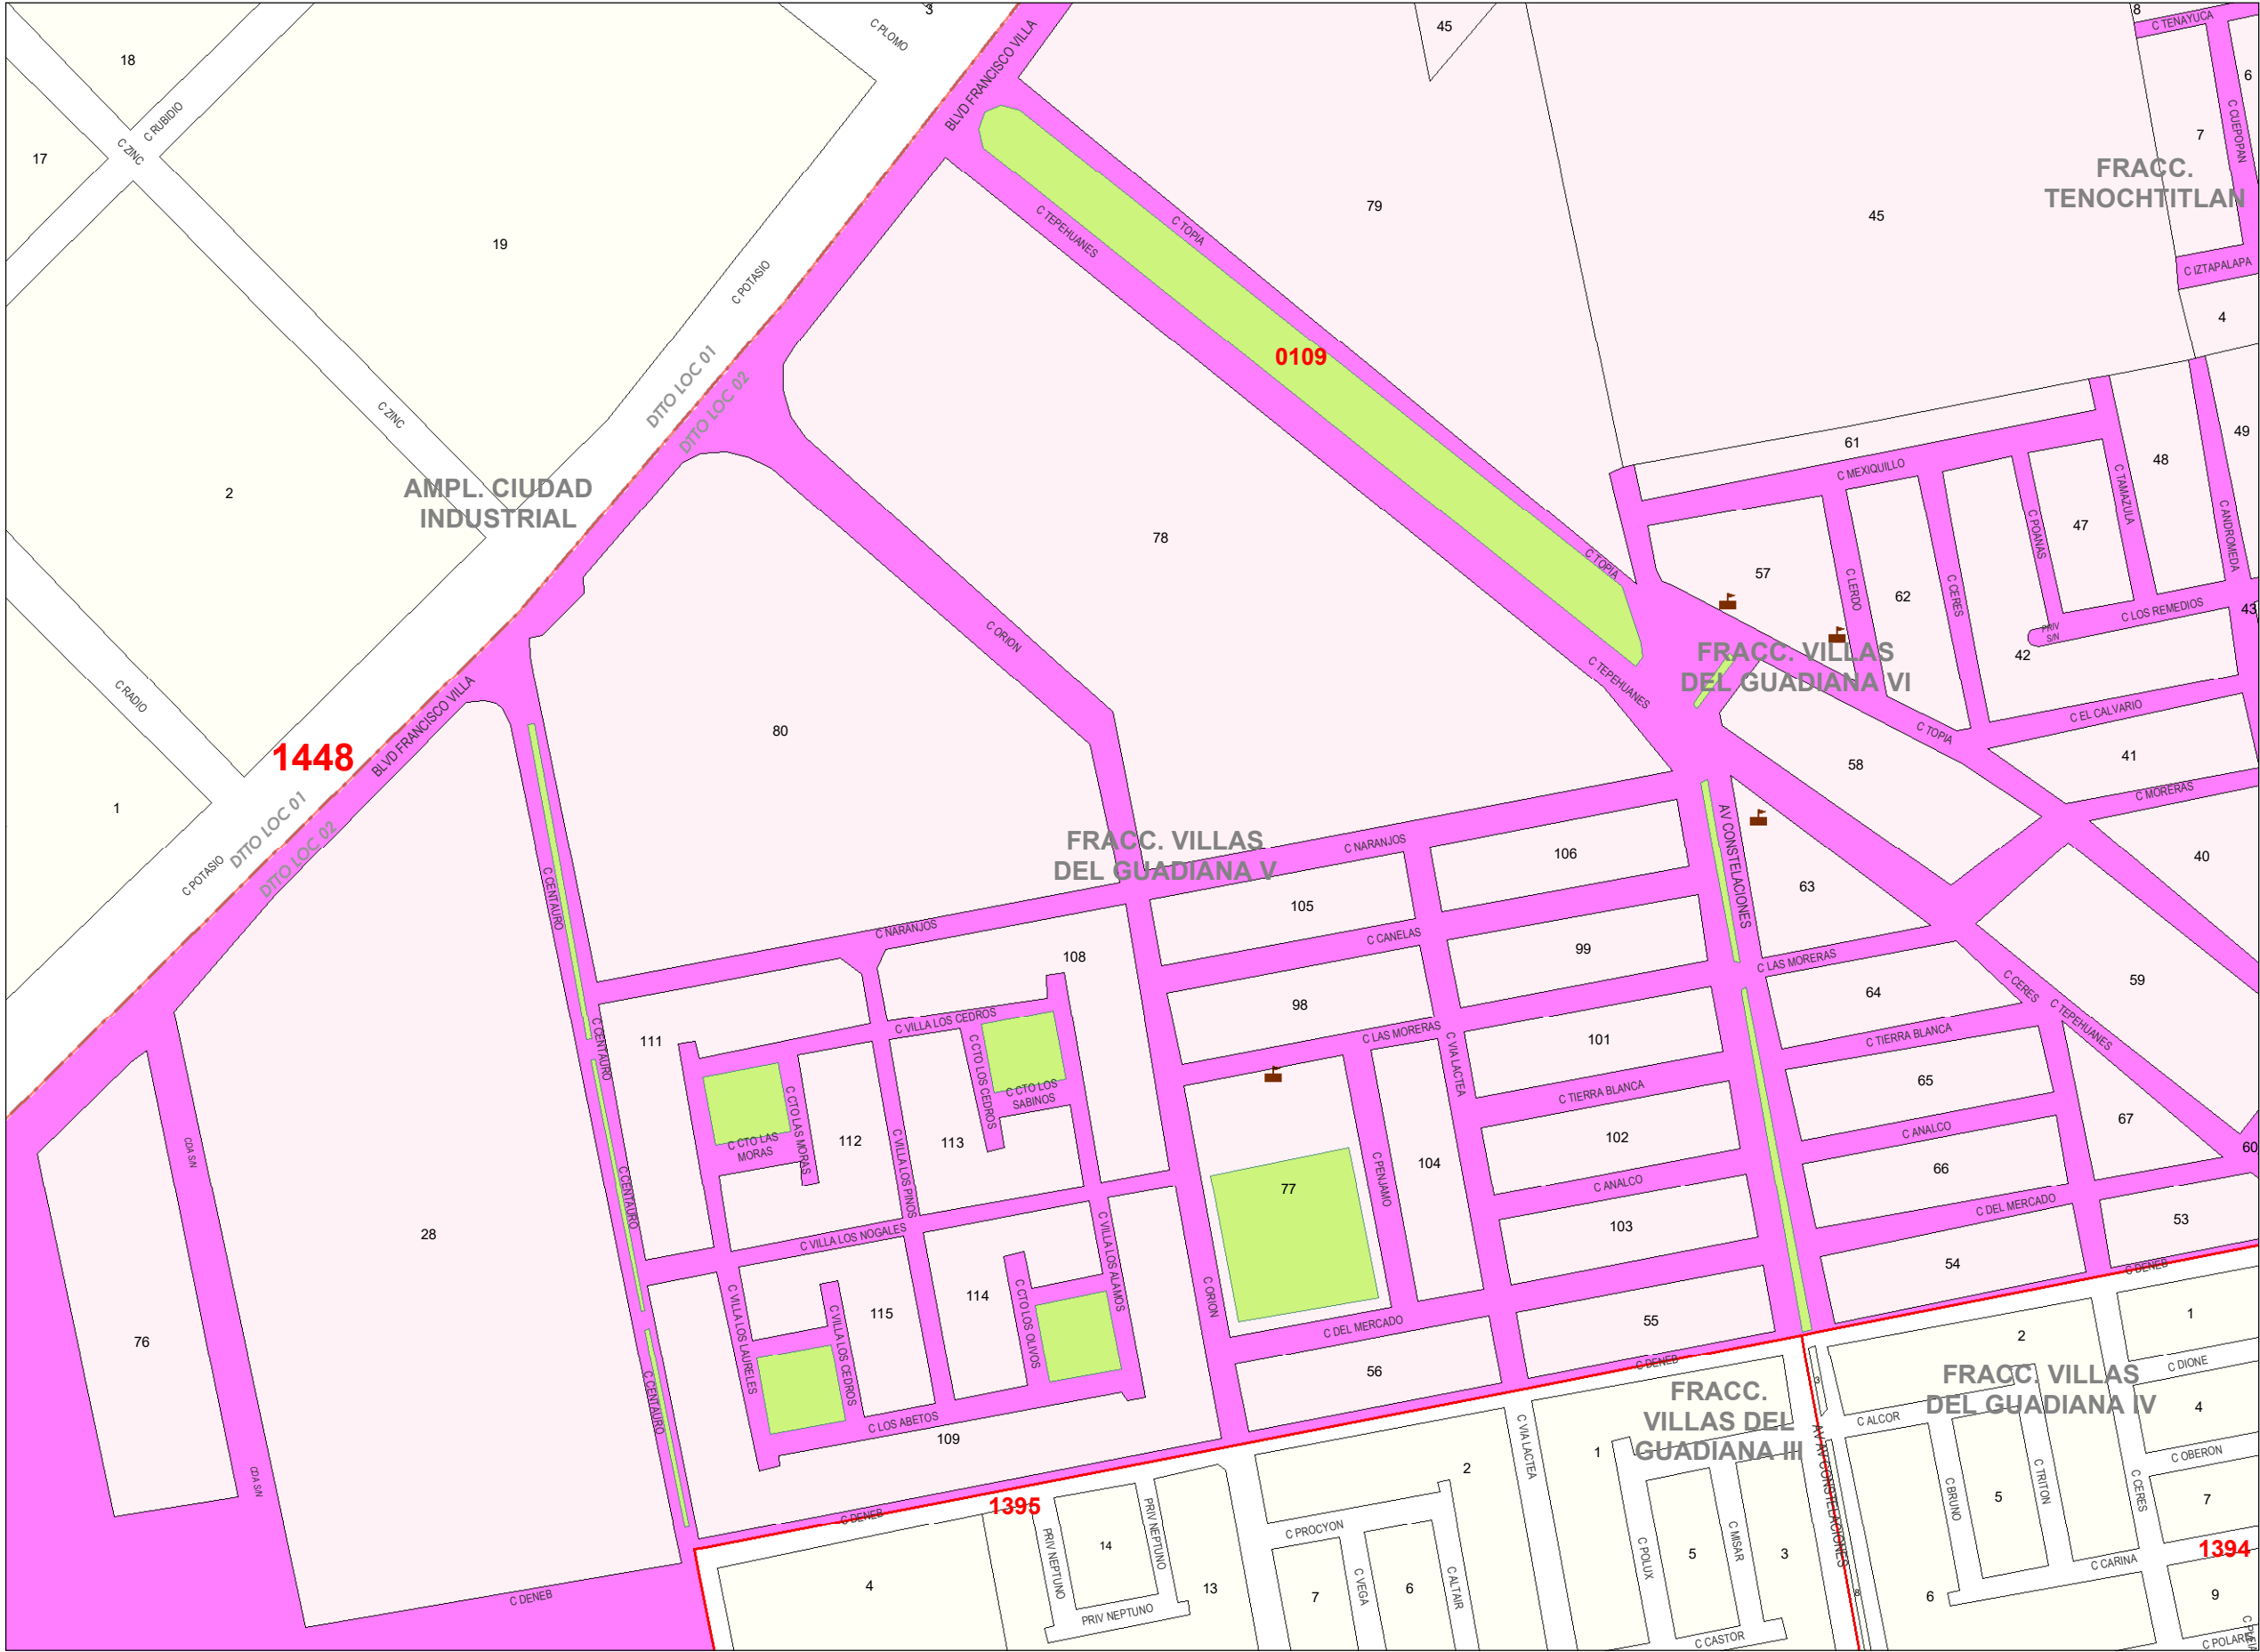 18
17
C ZINC
C RUBIDIO
19
C PLOMO
3
BLVD FRANCISCO VILLA
45
8
C TENAYUCA
6
7
C CUEPOPAN
FRACC.
TENOCHTITLAN
79
45
C TOPIA
C TEPEHUANES
C IZTAPALAPA
4
C POTASIO
0109
DTTO LOC 01
DTTO LOC 02
C ZINC
2
AMPL. CIUDAD
INDUSTRIAL
78
61
C MEXIQUILLO
48
49
C TAMAZULA
47
C POANAS
C ANDROMEDA
C TOPIA
57
C LERDO
62
C CERES
C LOS REMEDIOS
43
PRIV
S/N
42
C ORION
C TEPEHUANES
FRACC. VILLAS
DEL GUADIANA VI
C RADIO
BLVD FRANCISCO VILLA
1448
80
C EL CALVARIO
C TOPIA
41
58
C MORERAS
1
C POTASIO
DTTO LOC 01
DTTO LOC 02
FRACC. VILLAS
DEL GUADIANA V
C NARANJOS
106
AV CONSTELACIONES
40
63
C CENTAURO
C NARANJOS
105
C CANELAS
99
C LAS MORERAS
108
98
C LAS MORERAS
64
C CERES
59
C TEPEHUANES
C VILLA LOS CEDROS
111
C CENTAURO
C CTO LOS CEDROS
C CTO LOS
SABINOS
C VIA LACTEA
101
C TIERRA BLANCA
C TIERRA BLANCA
65
C CTO LAS
MORAS
C CTO LAS MORAS
112
113
C VILLA LOS PINOS
CDA S/N
102
C ANALCO
67
60
77
C PENJAMO
104
C ANALCO
66
C DEL MERCADO
53
28
C CENTAURO
C VILLA LOS NOGALES
C VILLA LOS ALAMOS
103
54
C DENEB
114
115
C CTO LOS OLIVOS
C VILLA LOS CEDROS
C VILLA LOS LAURELES
C ORION
C DEL MERCADO
55
C DENEB
76
56
2
1
C DIONE
FRACC. VILLAS
DEL GUADIANA IV
3
FRACC.
VILLAS DEL
GUADIANA III
C CENTAURO
C LOS ABETOS
109
C ALCOR
4
C OBERON
1
2
C VIA LACTEA
AV AV CONSTELACIONES
CDA S/N
C DENEB
C DENEB
1395
PRIV NEPTUNO
14
PRIV NEPTUNO
C PROCYON
C BRUNO
5
C TRITON
C CERES
7
1394
4
13
PRIV NEPTUNO
7
C VEGA
6
C ALTAIR
C POLUX
5
C MISAR
3
C CASTOR
8
6
C CARINA
9